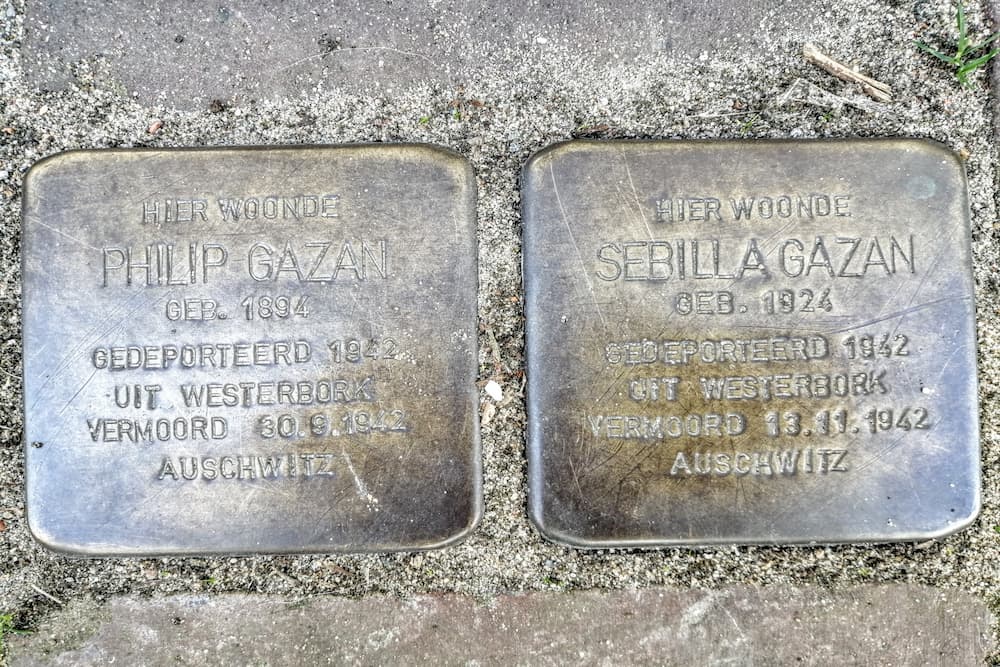 HIER WOONDE
PHILIP GAZAN
GEB. 1894
GEDEPORTEERD 1942
UIT WESTERBORK
VERMOORD 30.9.1942
AUSCHWITZ
HIER WOONDE
SEBILLA GAZAN
GEB. 1924
GEDEPORTEERD 1942
UIT WESTERBORK
VERMOORD 13.11.1942
AUSCHWITZ